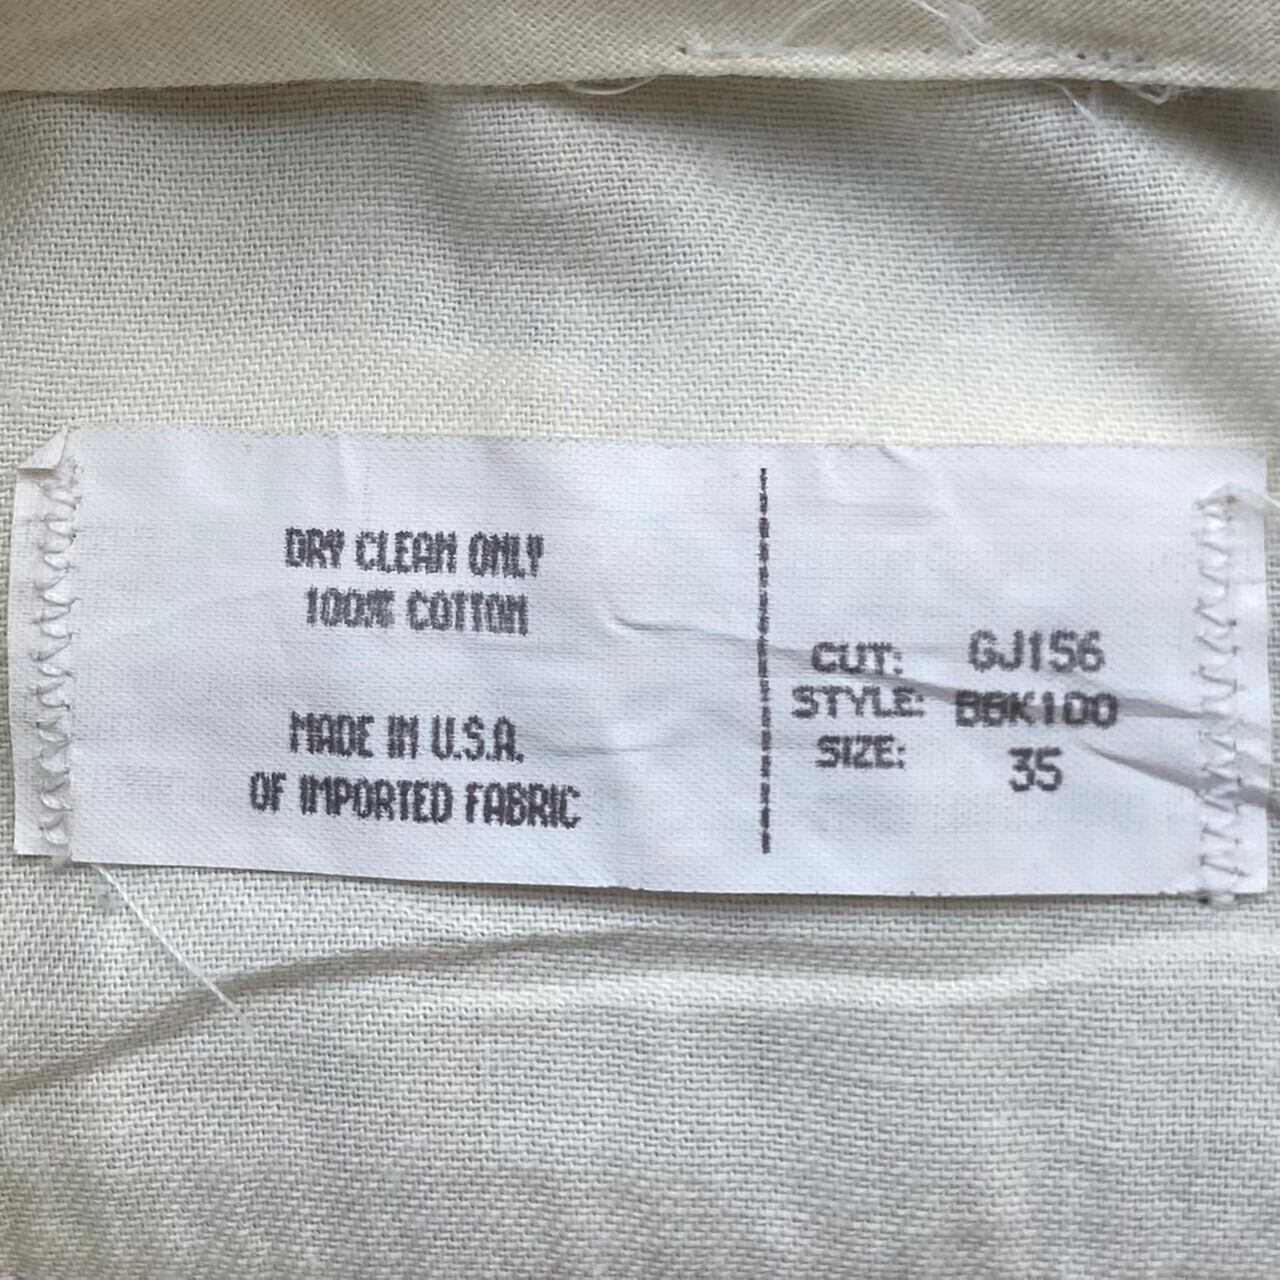 DRY CLEAN ONLY
100% COTTON
MADE IN U.S.A.
OF IMPORTED FABRIC
CUT: GJ156
STYLE: BBK100
SIZE: 35